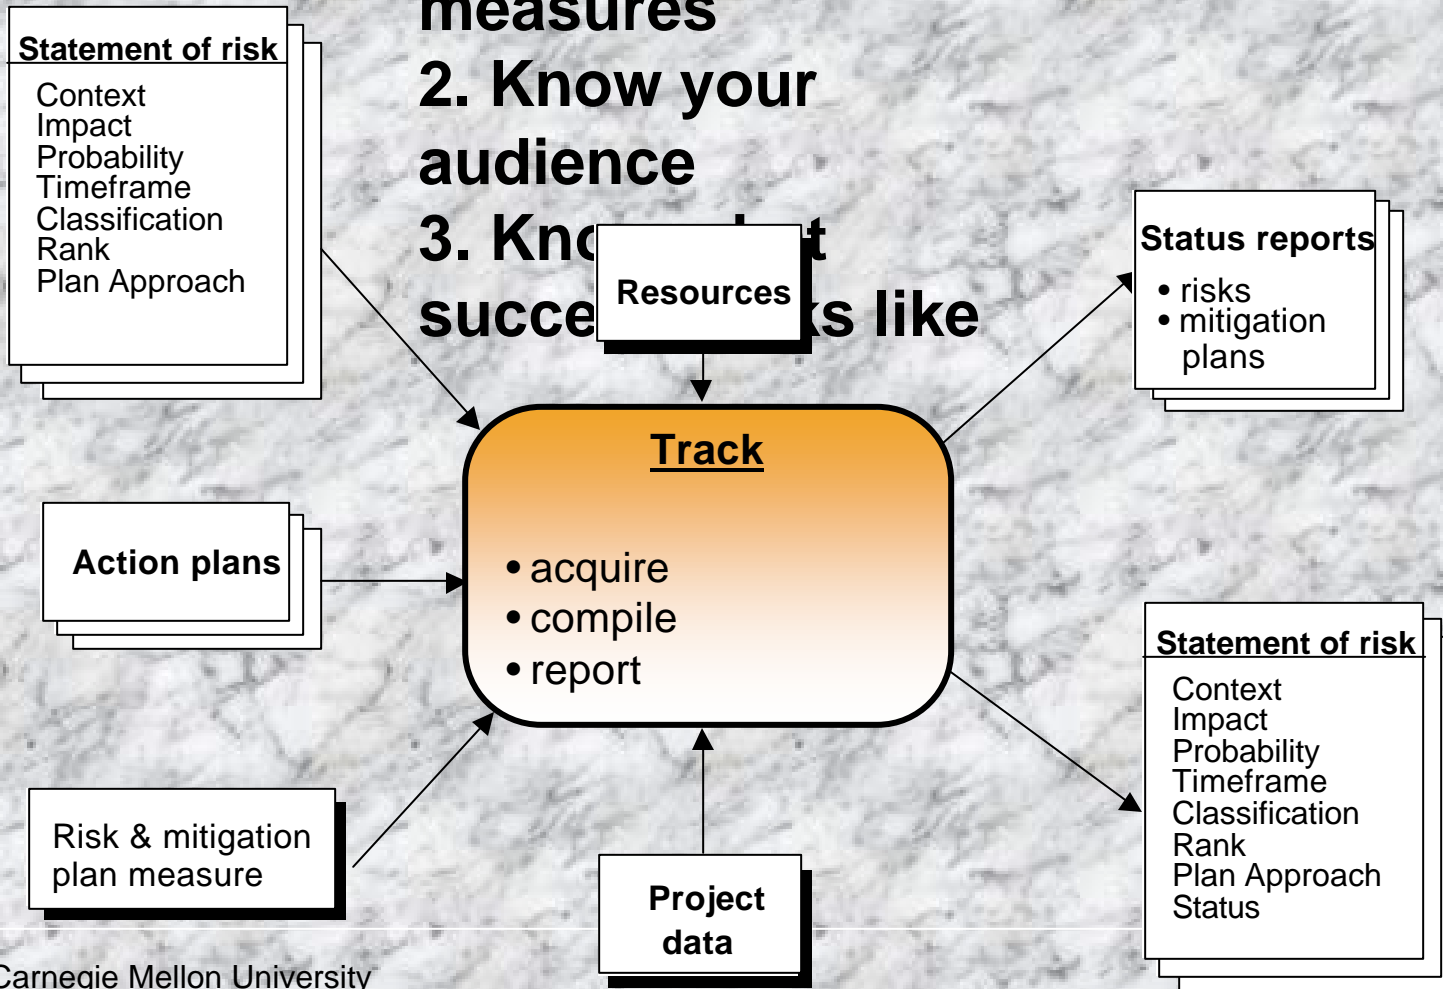 measures
2. Know your
audience
3. t
like
Statement of risk
Context
Impact
Probability
Timeframe
Classification
Rank
Plan Approach
Resources
Status reports
• risks
• mitigation
plans
Action plans
Track
• acquire
• compile
• report
Risk & mitigation
plan measure
Project
data
Statement of risk
Context
Impact
Probability
Timeframe
Classification
Rank
Plan Approach
Status
Carnegie Mellon University